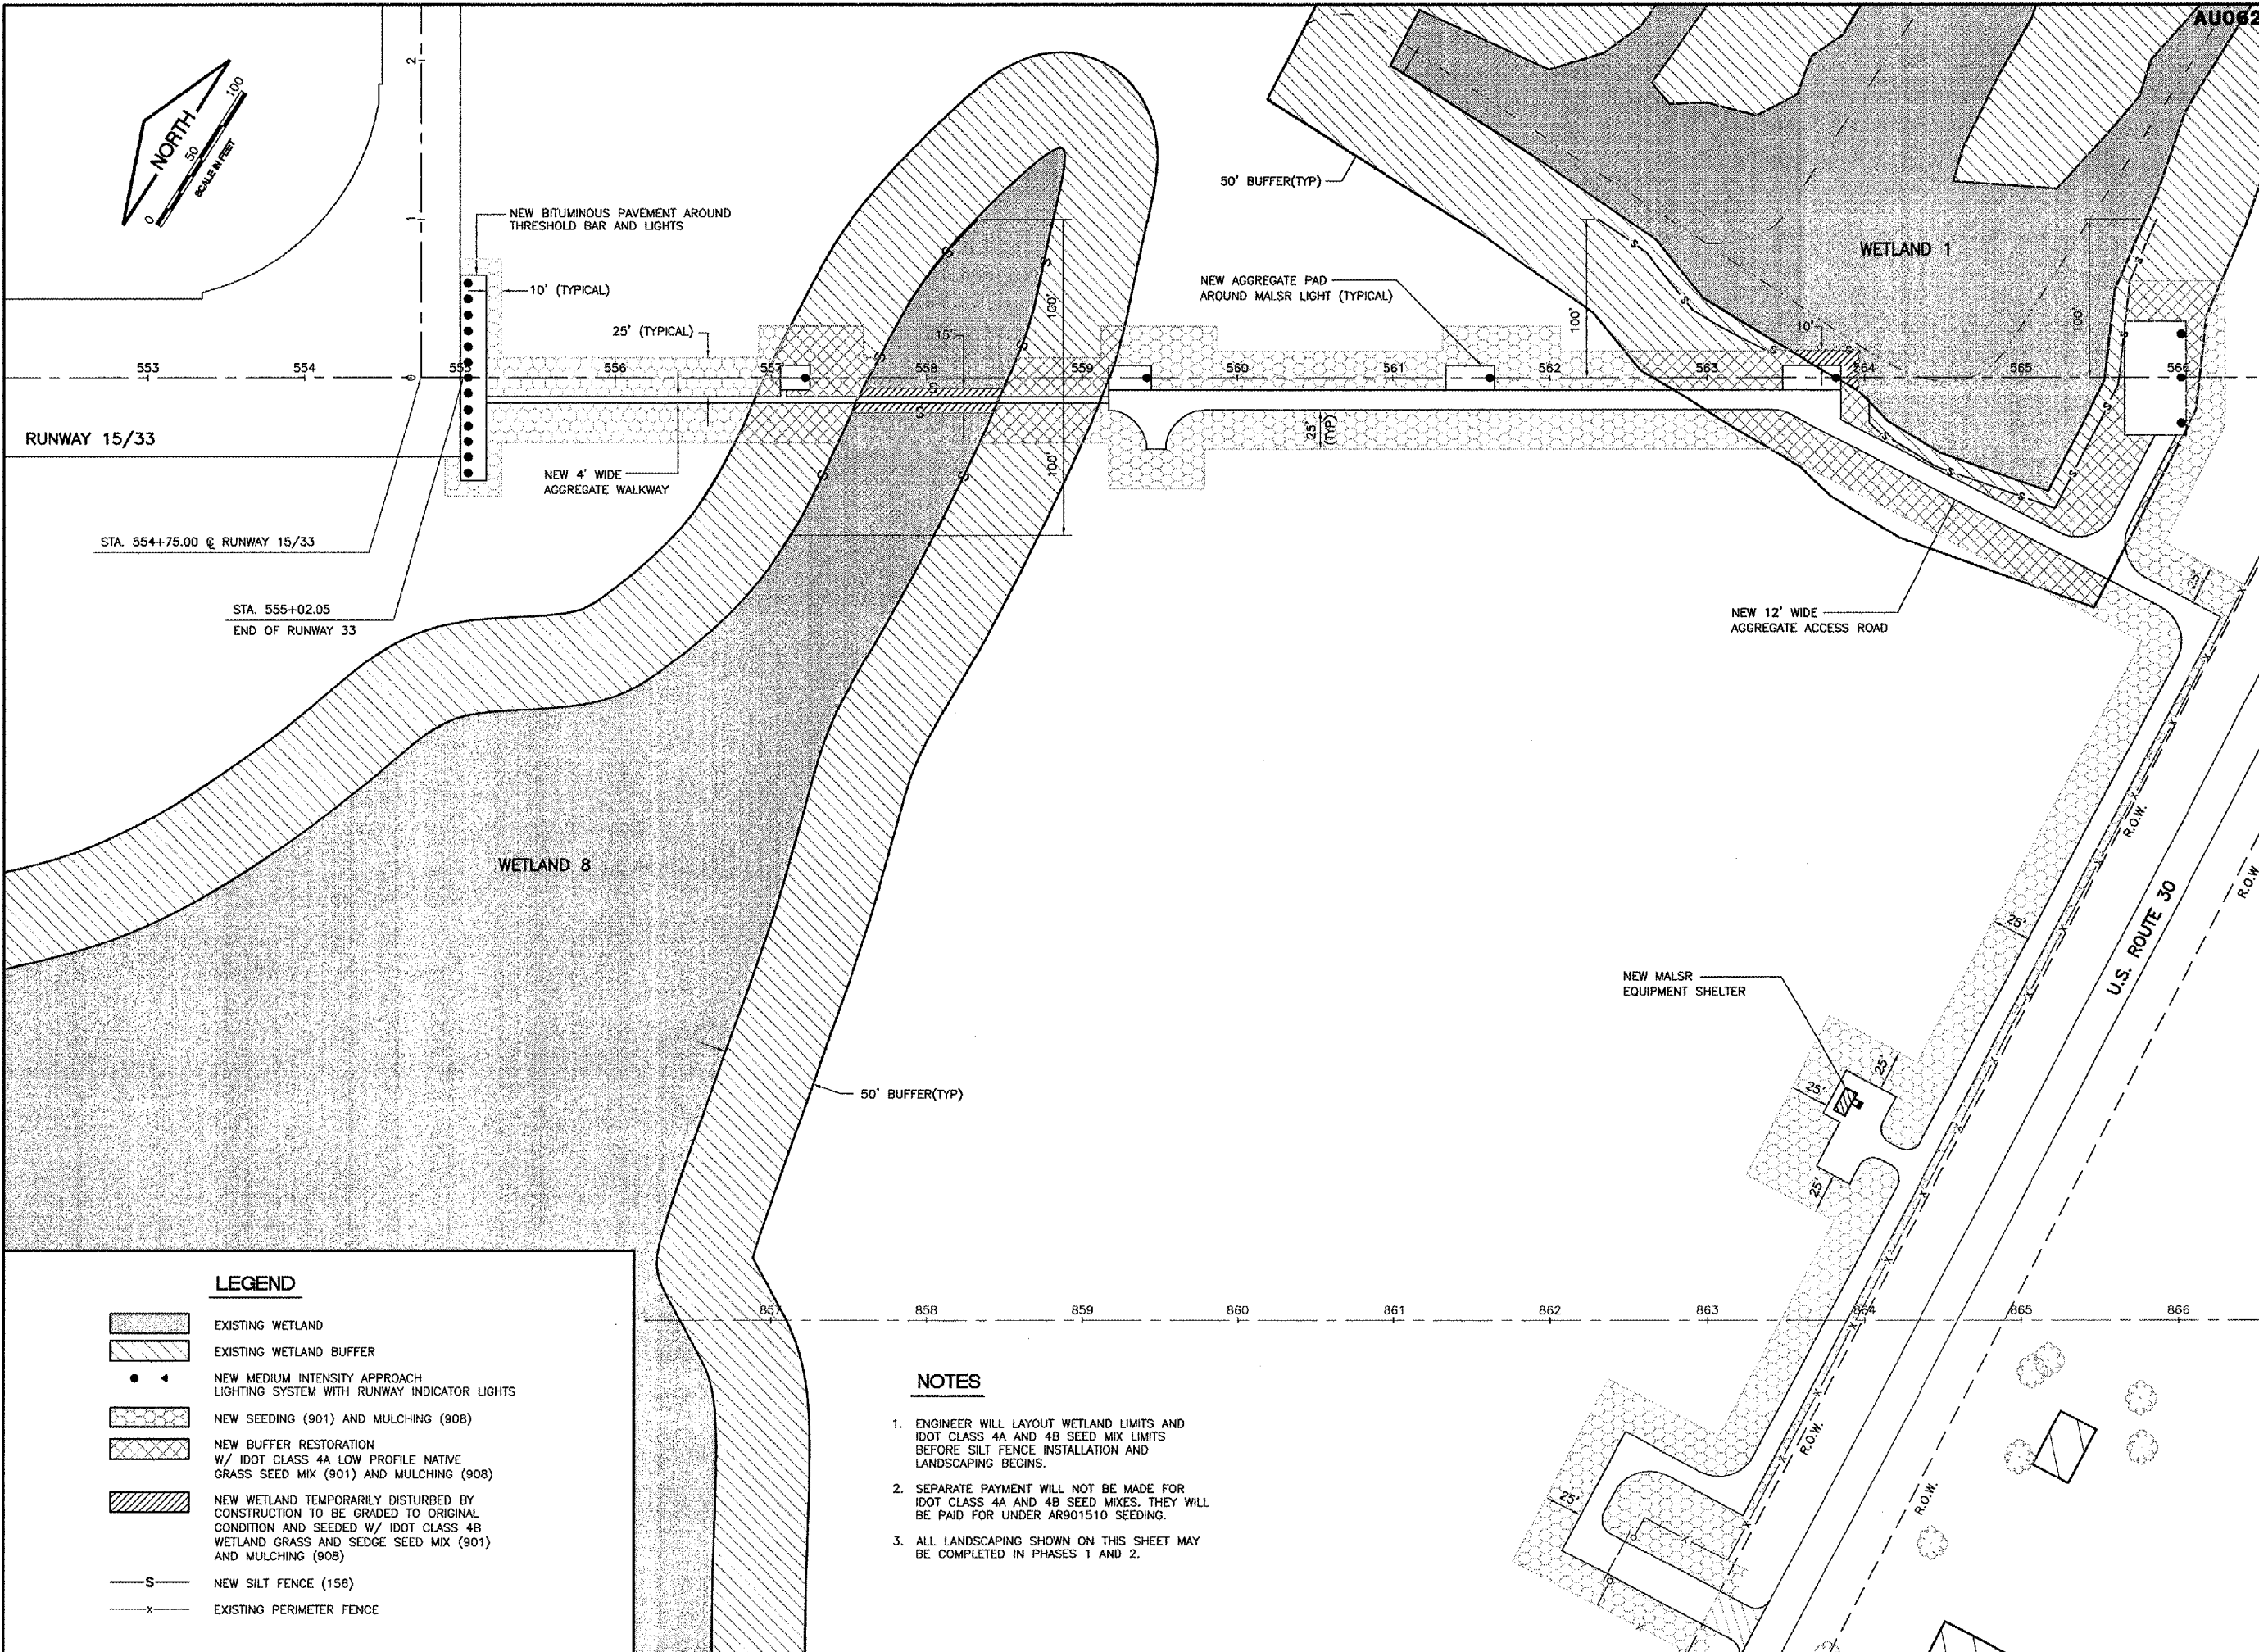 AU062
2
1
0
NORTH
0
50
100
SCALE IN FEET
NEW BITUMINOUS PAVEMENT AROUND
THRESHOLD BAR AND LIGHTS
10' (TYPICAL)
25' (TYPICAL)
553
554
555
556
557
558
559
560
561
562
563
564
565
566
RUNWAY 15/33
NEW 4' WIDE
AGGREGATE WALKWAY
STA. 554+75.00 ℄ RUNWAY 15/33
STA. 555+02.05
END OF RUNWAY 33
15'
100'
100'
S
S
S
S
S
S
S
S
50' BUFFER(TYP)
NEW AGGREGATE PAD
AROUND MALSR LIGHT (TYPICAL)
100'
10'
100'
WETLAND 1
25'
(TYP)
NEW 12' WIDE
AGGREGATE ACCESS ROAD
25'
WETLAND 8
50' BUFFER(TYP)
R.O.W.
R.O.W.
U.S. ROUTE 30
25'
NEW MALSR
EQUIPMENT SHELTER
25'
25'
25'
857
858
859
860
861
862
863
864
865
866
R.O.W.
R.O.W.
25'
LEGEND
EXISTING WETLAND
EXISTING WETLAND BUFFER
NEW MEDIUM INTENSITY APPROACH
LIGHTING SYSTEM WITH RUNWAY INDICATOR LIGHTS
NEW SEEDING (901) AND MULCHING (908)
NEW BUFFER RESTORATION
W/ IDOT CLASS 4A LOW PROFILE NATIVE
GRASS SEED MIX (901) AND MULCHING (908)
NEW WETLAND TEMPORARILY DISTURBED BY
CONSTRUCTION TO BE GRADED TO ORIGINAL
CONDITION AND SEEDED W/ IDOT CLASS 4B
WETLAND GRASS AND SEDGE SEED MIX (901)
AND MULCHING (908)
S NEW SILT FENCE (156)
x EXISTING PERIMETER FENCE
NOTES
1. ENGINEER WILL LAYOUT WETLAND LIMITS AND
IDOT CLASS 4A AND 4B SEED MIX LIMITS
BEFORE SILT FENCE INSTALLATION AND
LANDSCAPING BEGINS.
2. SEPARATE PAYMENT WILL NOT BE MADE FOR
IDOT CLASS 4A AND 4B SEED MIXES. THEY WILL
BE PAID FOR UNDER AR901510 SEEDING.
3. ALL LANDSCAPING SHOWN ON THIS SHEET MAY
BE COMPLETED IN PHASES 1 AND 2.